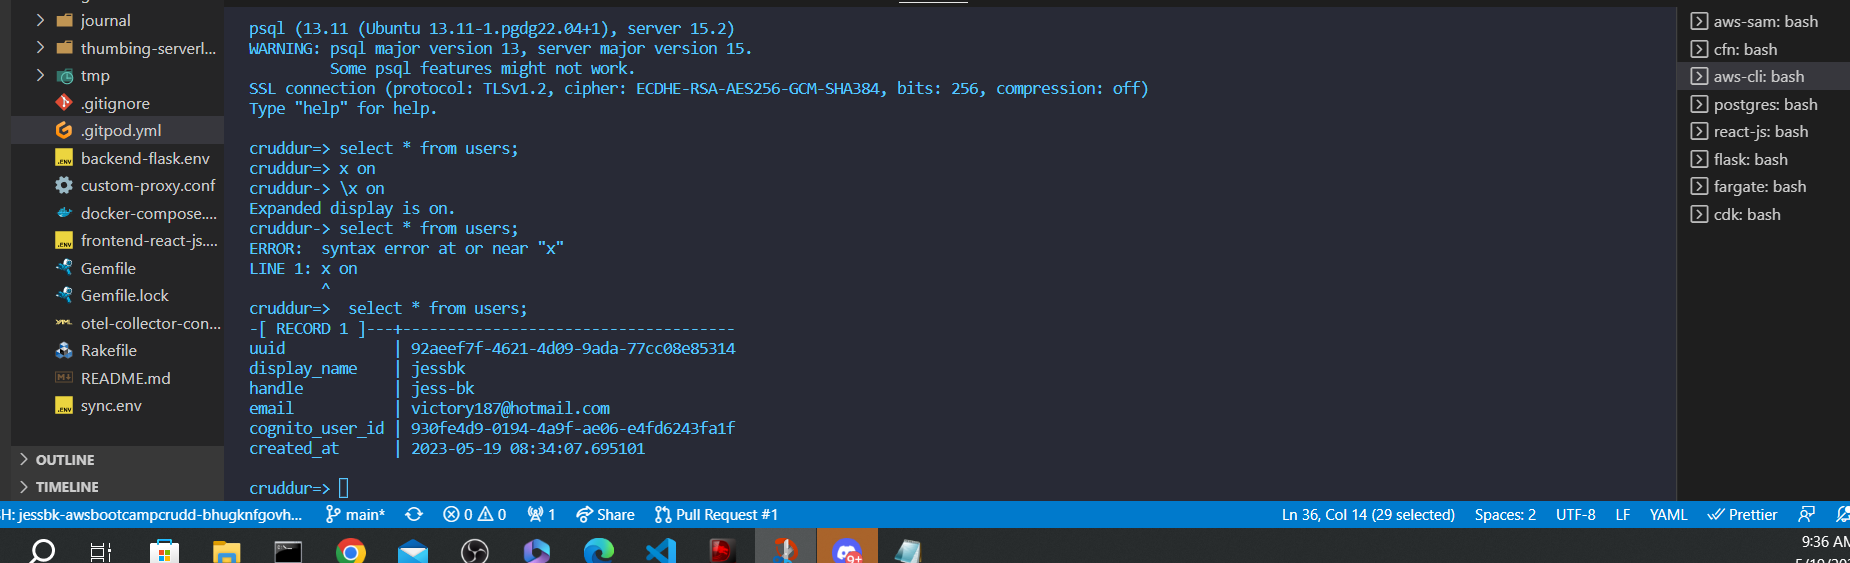 journal
thumbing-serverl...
tmp
.gitignore
.gitpod.yml
backend-flask.env
custom-proxy.conf
docker-compose....
frontend-react-js....
Gemfile
Gemfile.lock
otel-collector-con...
Rakefile
README.md
sync.env
OUTLINE
TIMELINE
psql (13.11 (Ubuntu 13.11-1.pgdg22.04+1), server 15.2)
WARNING: psql major version 13, server major version 15.
Some psql features might not work.
SSL connection (protocol: TLSv1.2, cipher: ECDHE-RSA-AES256-GCM-SHA384, bits: 256, compression: off)
Type "help" for help.
cruddur=> select * from users;
cruddur=> x on
cruddur-> \x on
Expanded display is on.
cruddur-> select * from users;
ERROR:  syntax error at or near "x"
LINE 1: x on
^
cruddur=>  select * from users;
-[ RECORD 1 ]---+-------------------------------------
uuid            | 92aeef7f-4621-4d09-9ada-77cc08e85314
display_name    | jessbk
handle          | jess-bk
email           | victory187@hotmail.com
cognito_user_id | 930fe4d9-0194-4a9f-ae06-e4fd6243fa1f
created_at      | 2023-05-19 08:34:07.695101
cruddur=>
aws-sam: bash
cfn: bash
aws-cli: bash
postgres: bash
react-js: bash
flask: bash
fargate: bash
cdk: bash
H: jessbk-awsbootcampcrudd-bhugknfgovh... main* 0 0 1 Share Pull Request #1 Ln 36, Col 14 (29 selected) Spaces: 2 UTF-8 LF YAML Prettier
9+
9:36 AM